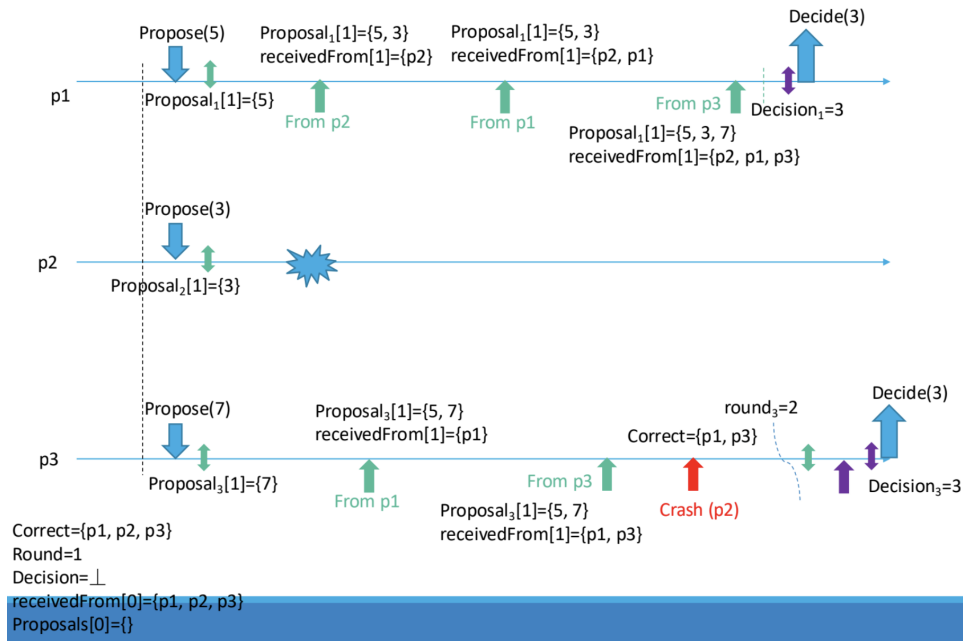 Propose(5)
Proposal₁[1]={5, 3}
receivedFrom[1]={p2}
Proposal₁[1]={5, 3}
receivedFrom[1]={p2, p1}
Decide(3)
p1
Proposal₁[1]={5}
From p2
From p1
From p3
Decision₁=3
Proposal₁[1]={5, 3, 7}
receivedFrom[1]={p2, p1, p3}
Propose(3)
p2
Proposal₂[1]={3}
Propose(7)
Proposal₃[1]={5, 7}
receivedFrom[1]={p1}
round₃=2
Decide(3)
Correct={p1, p3}
p3
Proposal₃[1]={7}
From p1
From p3
Proposal₃[1]={5, 7}
receivedFrom[1]={p1, p3}
Crash (p2)
Decision₃=3
Correct={p1, p2, p3}
Round=1
Decision=⊥
receivedFrom[0]={p1, p2, p3}
Proposals[0]={}